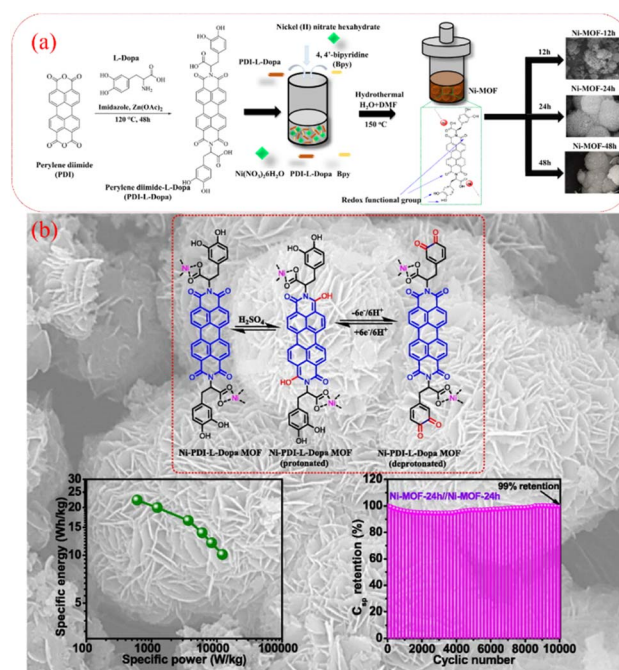 (a)
Nickel (II) nitrate hexahydrate
L-Dopa
PDI-L-Dopa
4, 4'-bipyridine
(Bpy)
Imidazole, Zn(OAc)2
120 °C, 48h
Hydrothermal
H2O+DMF
150 °C
Ni-MOF
12h
24h
48h
Ni-MOF-12h
Ni-MOF-24h
Ni-MOF-48h
Perylene diimide
(PDI)
Perylene diimide-L-Dopa
(PDI-L-Dopa)
Ni(NO3)26H2O
PDI-L-Dopa
Bpy
Redox functional group
(b)
H2SO4
-6e-/6H+
+6e-/6H+
Ni-PDI-L-Dopa MOF
Ni-PDI-L-Dopa MOF
(protonated)
Ni-PDI-L-Dopa MOF
(deprotonated)
Specific energy (Wh/kg)
30
25
20
15
10
5
100
1000
10000
100000
Specific power (W/kg)
Csp retention (%)
120
100
80
60
40
20
0
Ni-MOF-24h//Ni-MOF-24h
99% retention
0
2000
4000
6000
8000
10000
Cyclic number